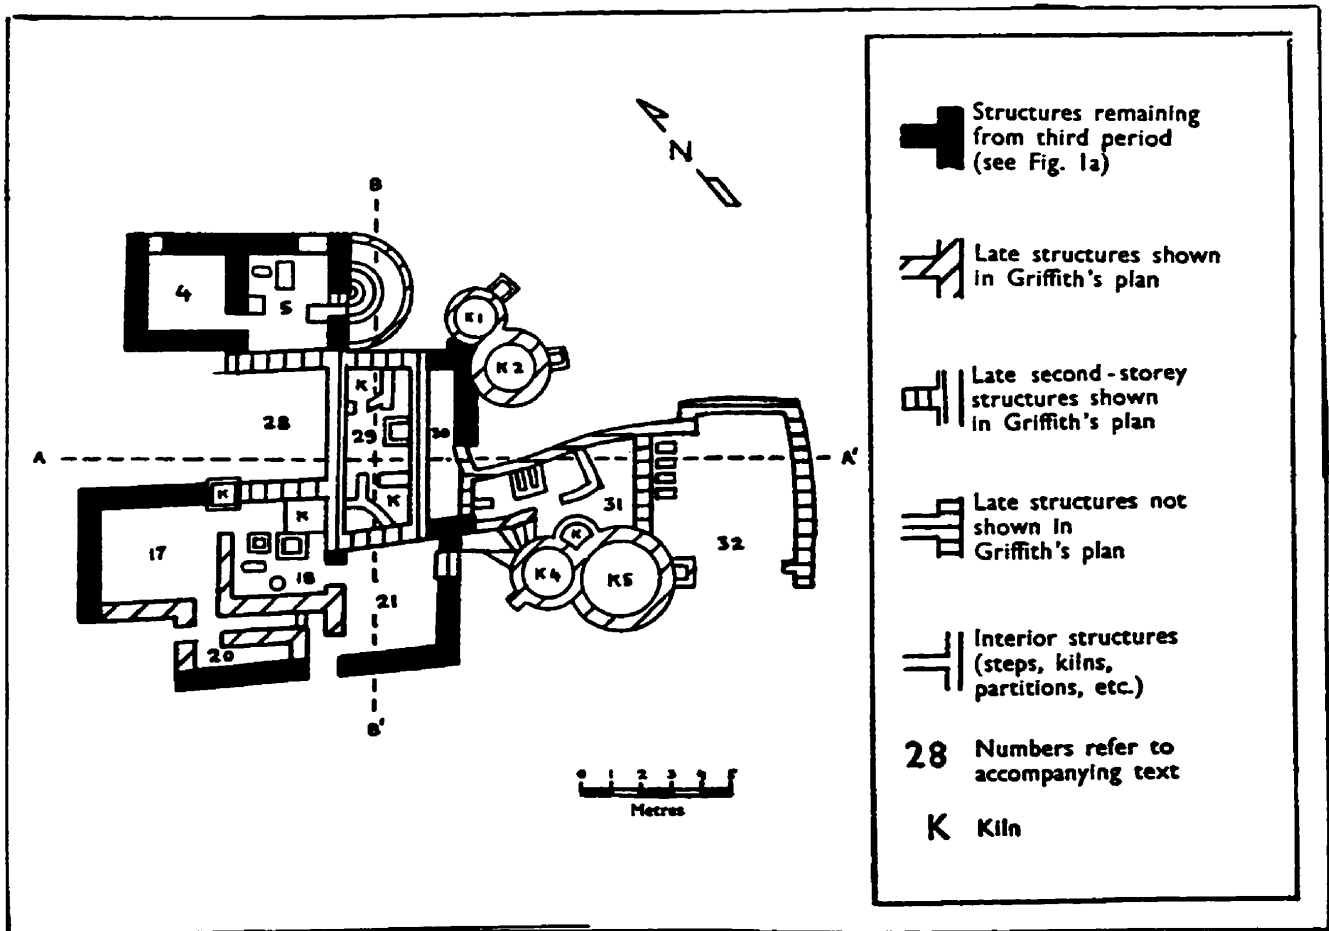 N
B
4
5
K1
K2
K
28
29
30
A
A'
K
K
K
31
17
18
K
32
K4
K5
21
20
B'
0 1 2 3 4 5
Metres
Structures remaining
from third period
(see Fig. 1a)
Late structures shown
in Griffith's plan
Late second-storey
structures shown
in Griffith's plan
Late structures not
shown in
Griffith's plan
Interior structures
(steps, kilns,
partitions, etc.)
28 Numbers refer to
accompanying text
K Kiln